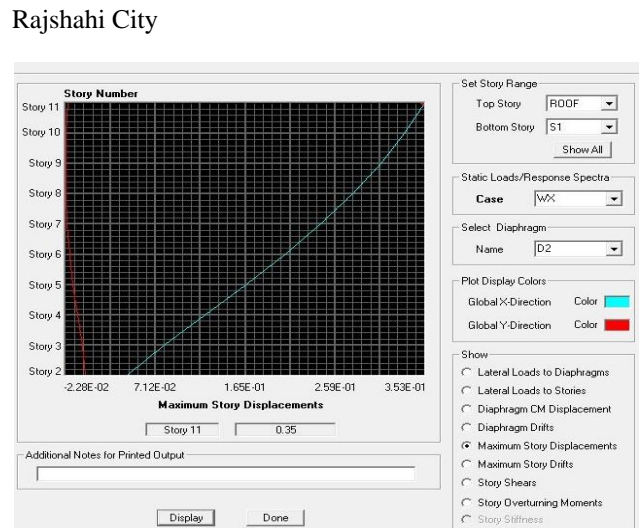 Rajshahi City
Story Number
Story 11
Story 10
Story 9
Story 8
Story 7
Story 6
Story 5
Story 4
Story 3
Story 2
-2.28E-02 7.12E-02 1.65E-01 2.59E-01 3.53E-01
Maximum Story Displacements
Story 11 0.35
Additional Notes for Printed Output
Display Done
Set Story Range
Top Story ROOF
Bottom Story S1
Show All
Static Loads/Response Spectra
Case WX
Select Diaphragm
Name D2
Plot Display Colors
Global X-Direction Color
Global Y-Direction Color
Show
Lateral Loads to Diaphragms
Lateral Loads to Stories
Diaphragm CM Displacement
Diaphragm Drifts
Maximum Story Displacements
Maximum Story Drifts
Story Shears
Story Overturning Moments
Story Stiffness